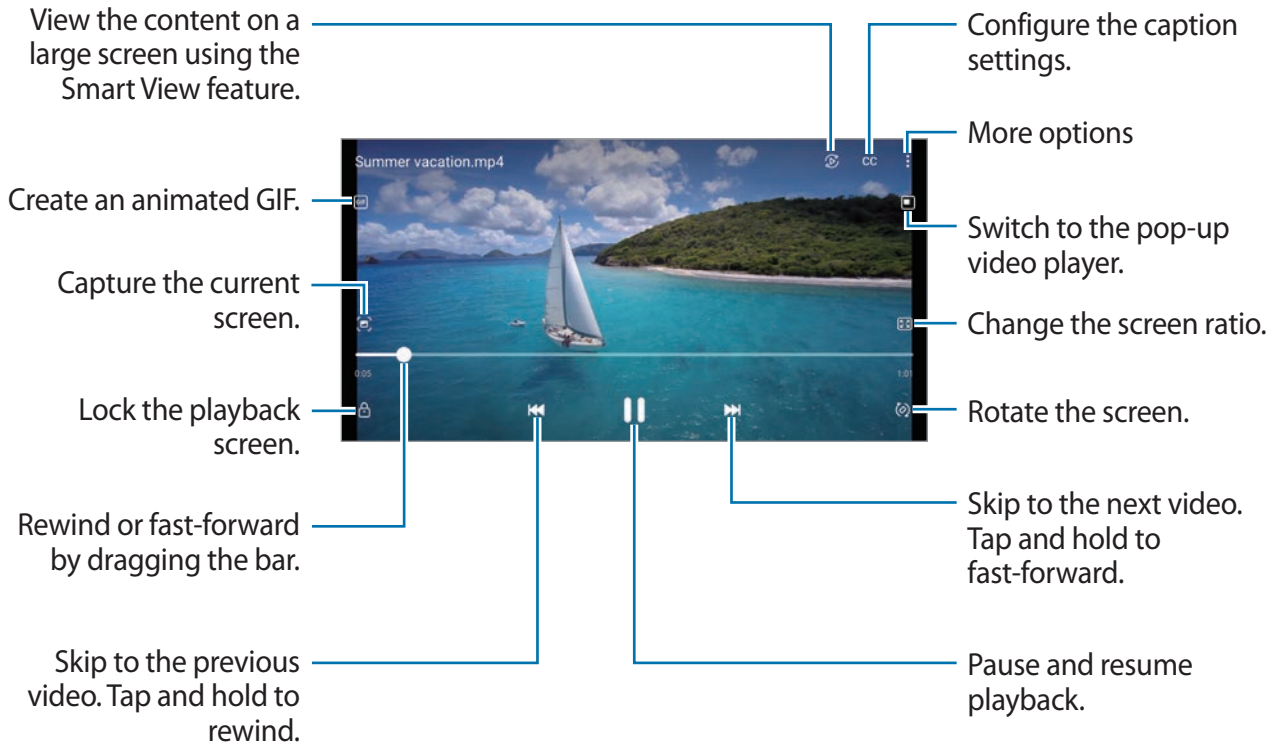 View the content on a
large screen using the
Smart View feature.
Configure the caption
settings.
More options
Summer vacation.mp4
CC
GIF
Create an animated GIF.
Switch to the pop-up
video player.
Capture the current
screen.
Change the screen ratio.
0:05
1:01
Lock the playback
screen.
Rotate the screen.
Rewind or fast-forward
by dragging the bar.
Skip to the next video.
Tap and hold to
fast-forward.
Skip to the previous
video. Tap and hold to
rewind.
Pause and resume
playback.